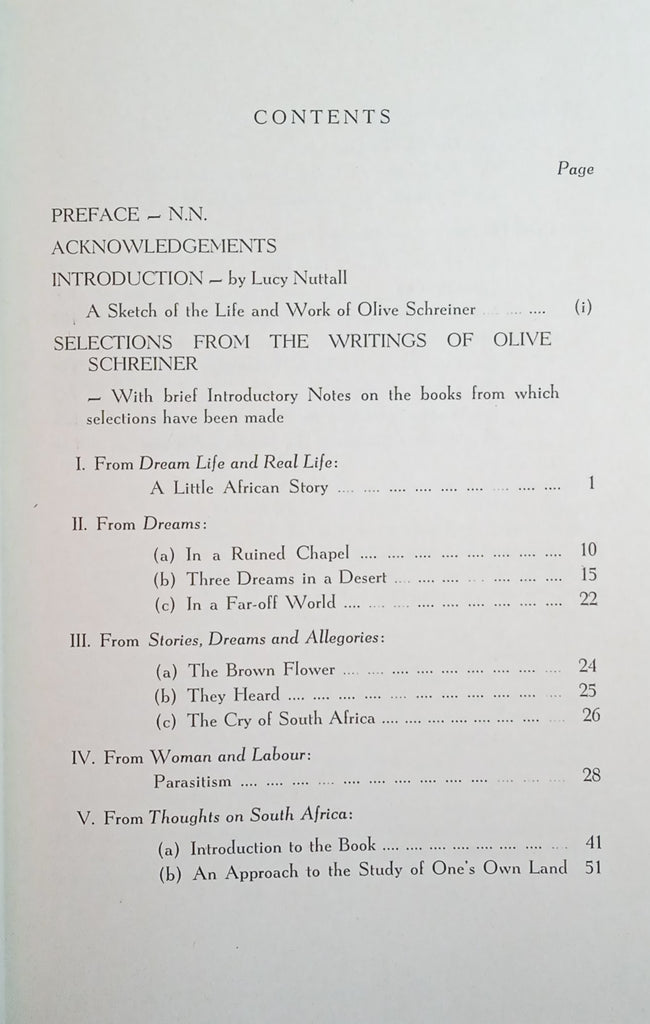 CONTENTS
Page
PREFACE – N.N.
ACKNOWLEDGEMENTS
INTRODUCTION – by Lucy Nuttall
A Sketch of the Life and Work of Olive Schreiner .... .... (i)
SELECTIONS FROM THE WRITINGS OF OLIVE
SCHREINER
– With brief Introductory Notes on the books from which
selections have been made
I. From Dream Life and Real Life:
A Little African Story .... .... .... .... .... .... .... .... .... 1
II. From Dreams:
(a) In a Ruined Chapel .... .... .... .... .... .... .... .... 10
(b) Three Dreams in a Desert .... .... .... .... .... .... 15
(c) In a Far-off World .... .... .... .... .... .... .... .... 22
III. From Stories, Dreams and Allegories:
(a) The Brown Flower .... .... .... .... .... .... .... .... 24
(b) They Heard .... .... .... .... .... .... .... .... .... .... 25
(c) The Cry of South Africa .... .... .... .... .... .... .... 26
IV. From Woman and Labour:
Parasitism .... .... .... .... .... .... .... .... .... .... .... .... 28
V. From Thoughts on South Africa:
(a) Introduction to the Book .... .... .... .... .... .... .... 41
(b) An Approach to the Study of One's Own Land 51